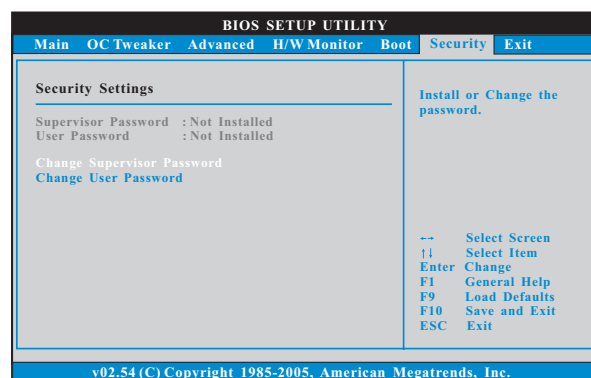 BIOS SETUP UTILITY
Main OC Tweaker Advanced H/W Monitor Boot Security Exit
Security Settings
Supervisor Password : Not Installed
User Password : Not Installed
Change Supervisor Password
Change User Password
Install or Change the
password.
←→ Select Screen
↑↓ Select Item
Enter Change
F1 General Help
F9 Load Defaults
F10 Save and Exit
ESC Exit
v02.54 (C) Copyright 1985-2005, American Megatrends, Inc.